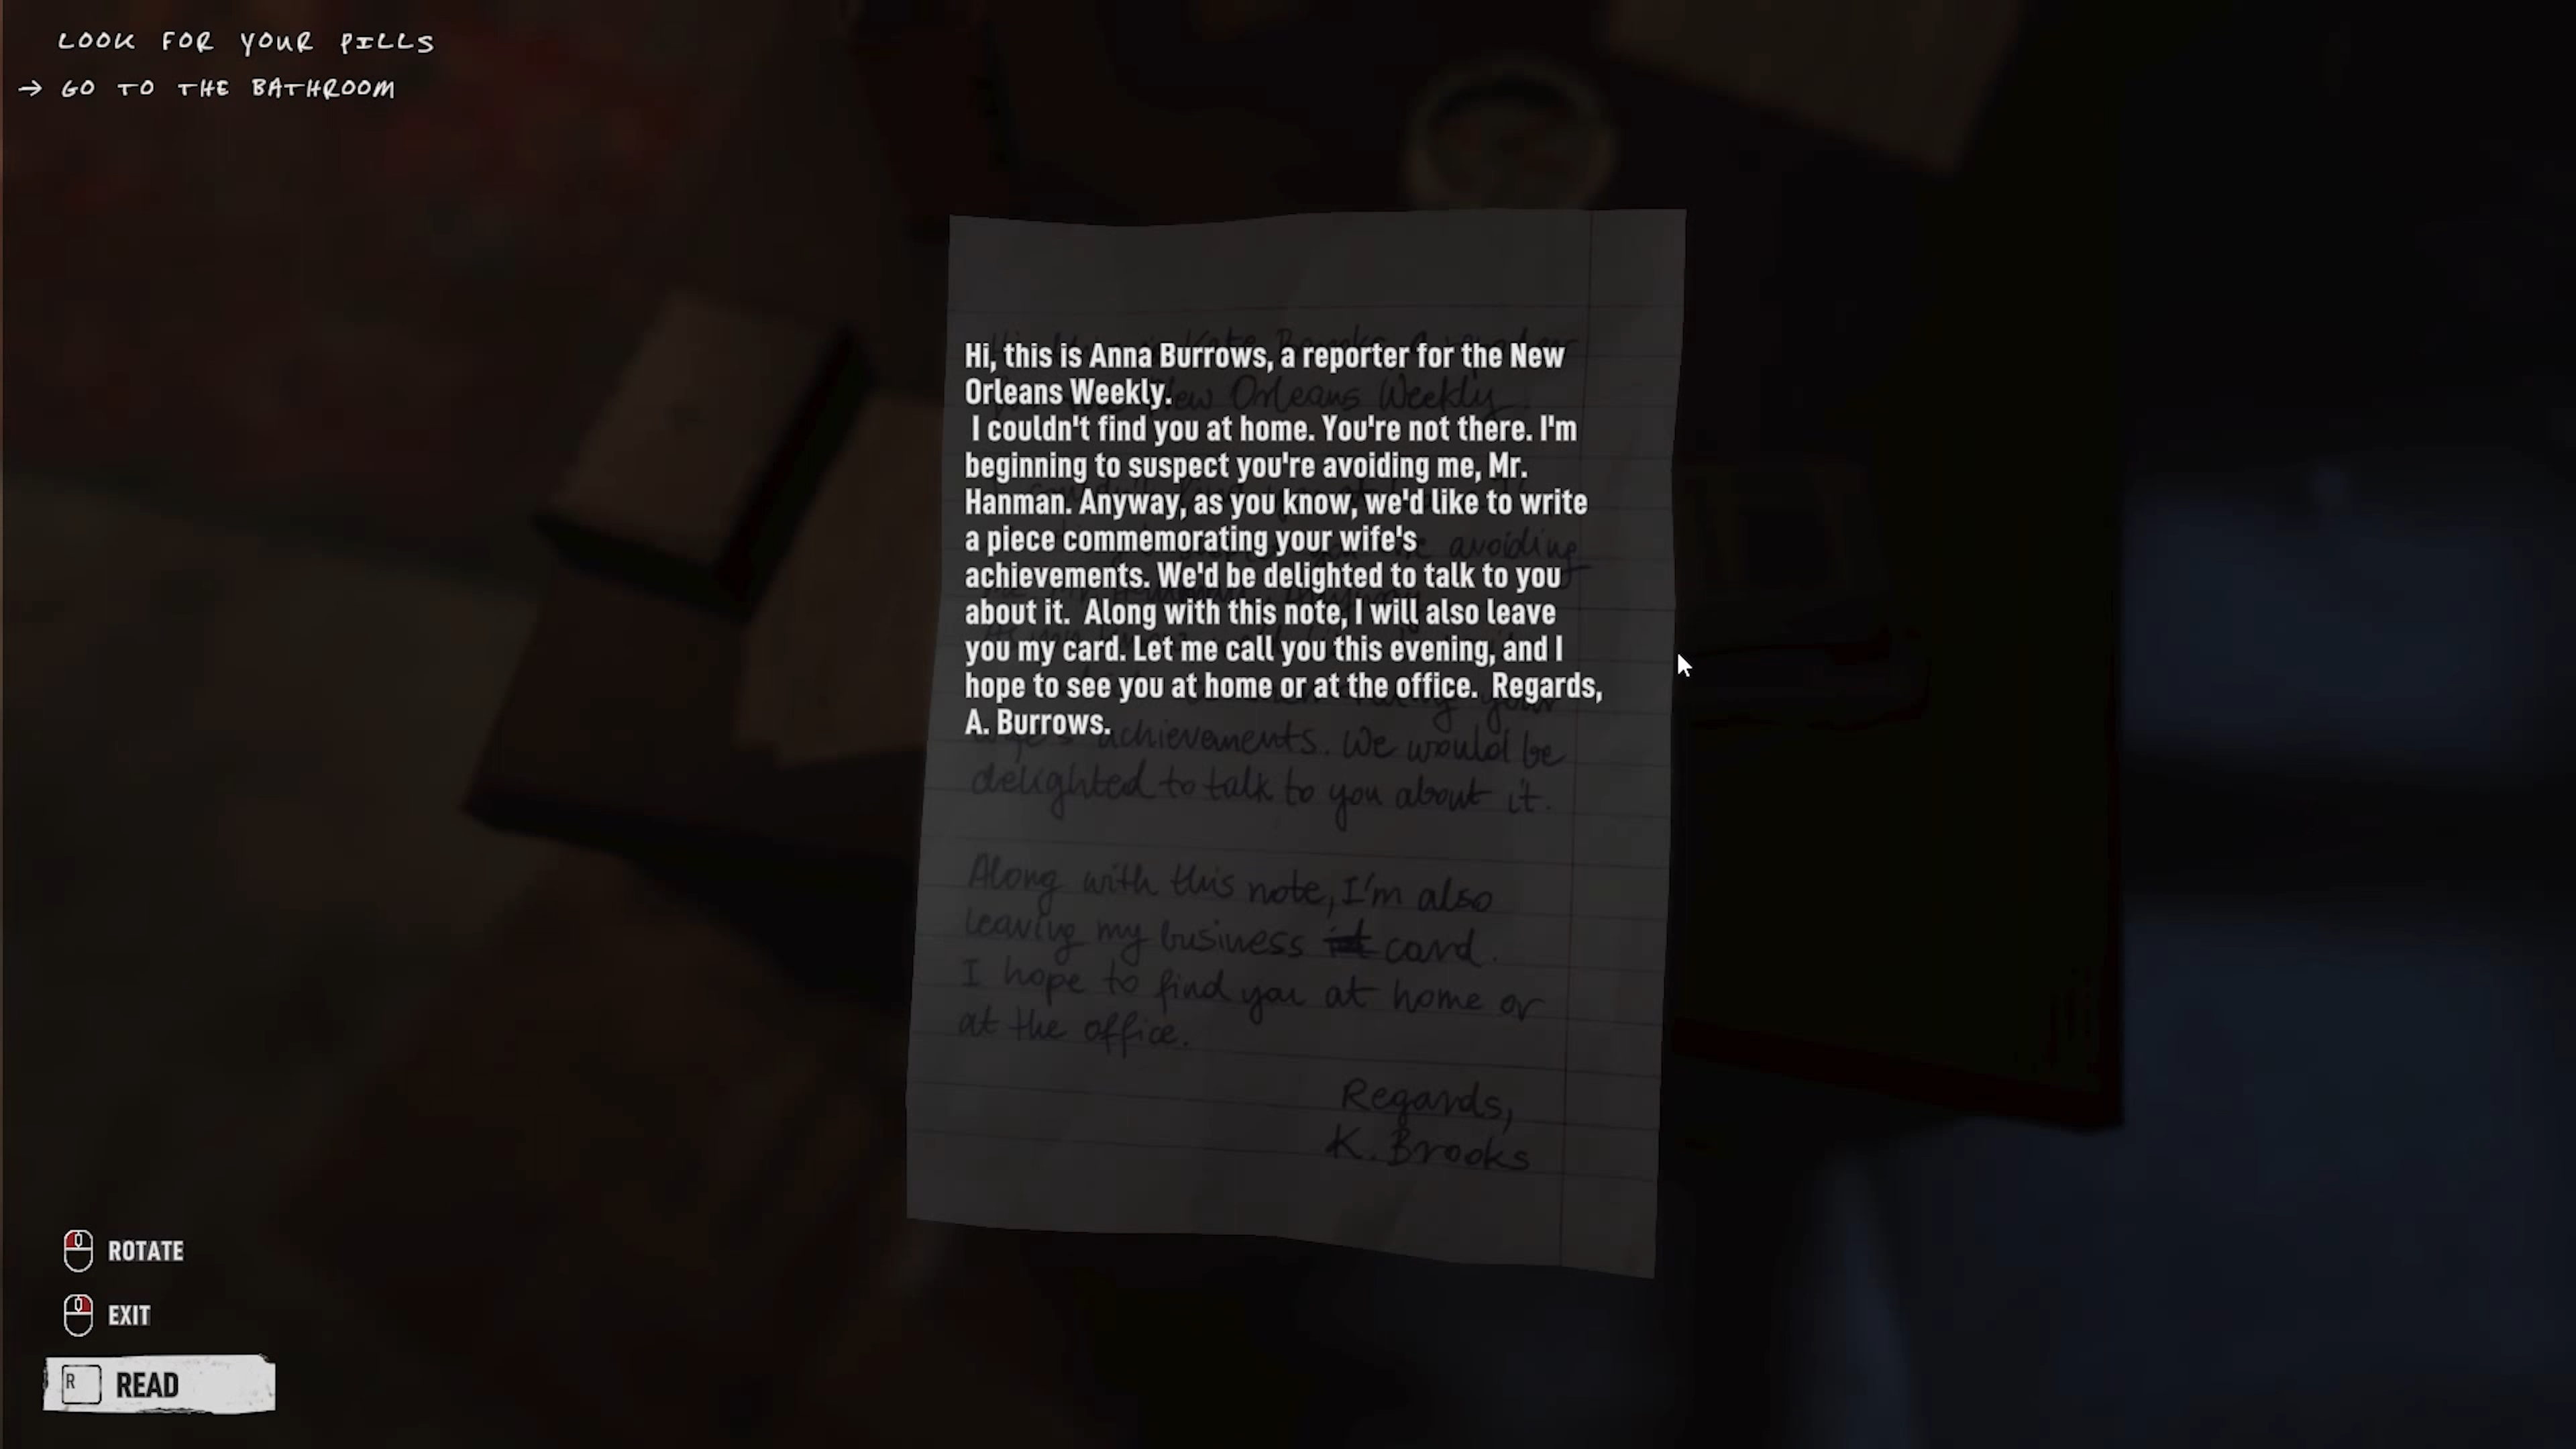 LOOK FOR YOUR PILLS
→ GO TO THE BATHROOM
Hi, this is Anna Burrows, a reporter for the New
Orleans Weekly.
I couldn't find you at home. You're not there. I'm
beginning to suspect you're avoiding me, Mr.
Hanman. Anyway, as you know, we'd like to write
a piece commemorating your wife's
achievements. We'd be delighted to talk to you
about it. Along with this note, I will also leave
you my card. Let me call you this evening, and I
hope to see you at home or at the office. Regards,
A. Burrows.
Kate Brooks
New Orleans Weekly.
avoiding
achievements. We would be
delighted to talk to you about it.
Along with this note, I'm also
leaving my business card.
I hope to find you at home or
at the office.
Regards,
K. Brooks
ROTATE
EXIT
R READ